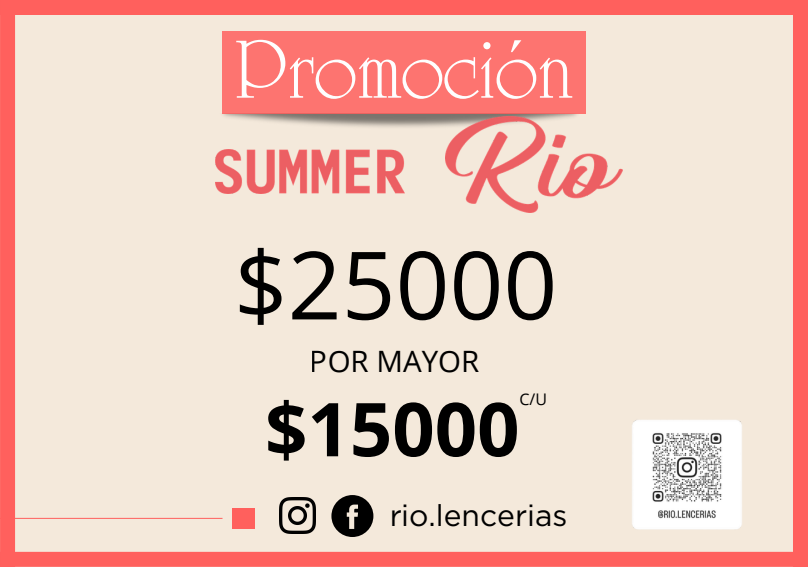 Promoción
SUMMER Rio
$25000
POR MAYOR
$15000 C/U
rio.lencerias
@RIO.LENCERIAS